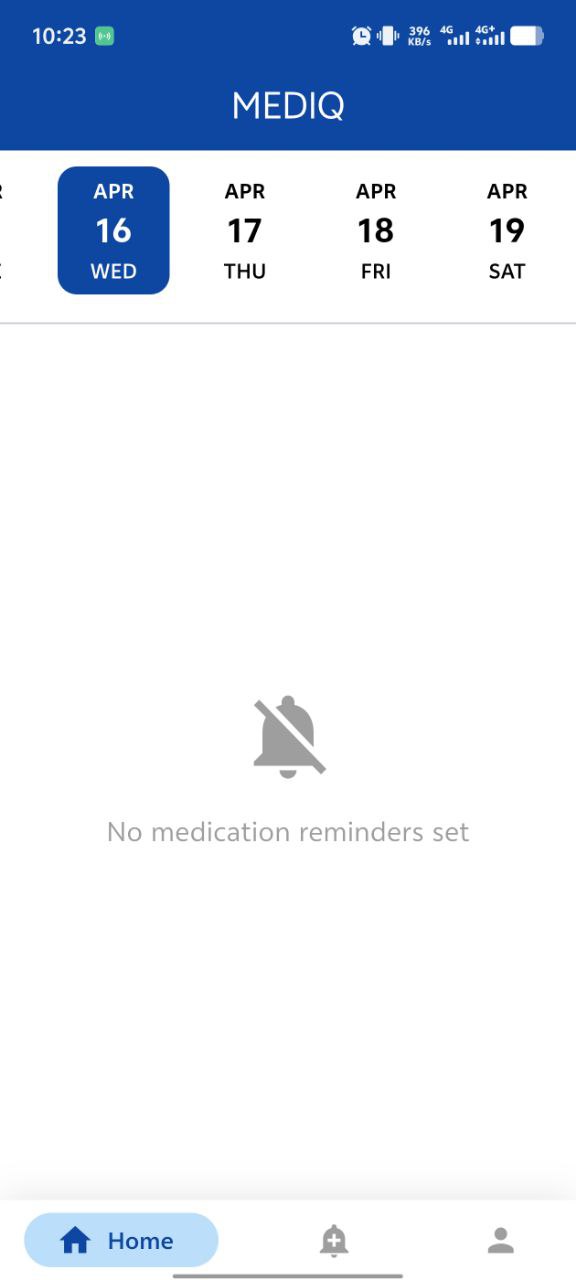 10:23 396 KB/s 4G 4G+
MEDIQ
APR APR APR APR
16 17 18 19
WED THU FRI SAT
No medication reminders set
Home